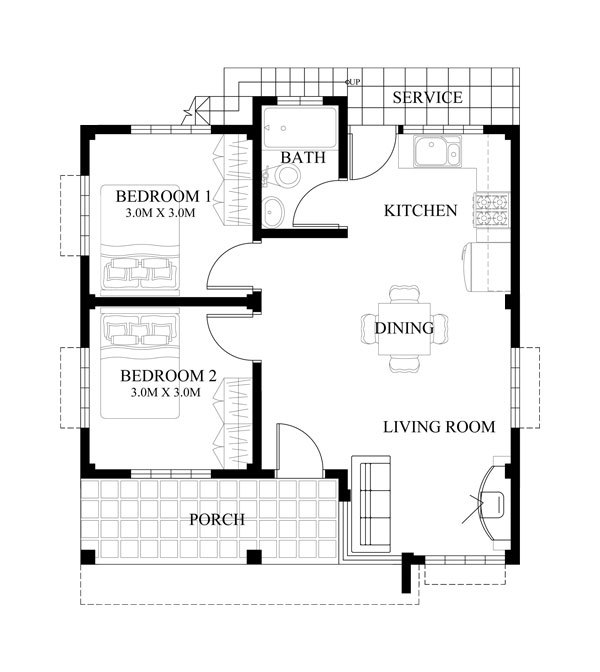 UP
SERVICE
BATH
BEDROOM 1
3.0M X 3.0M
KITCHEN
DINING
BEDROOM 2
3.0M X 3.0M
LIVING ROOM
PORCH